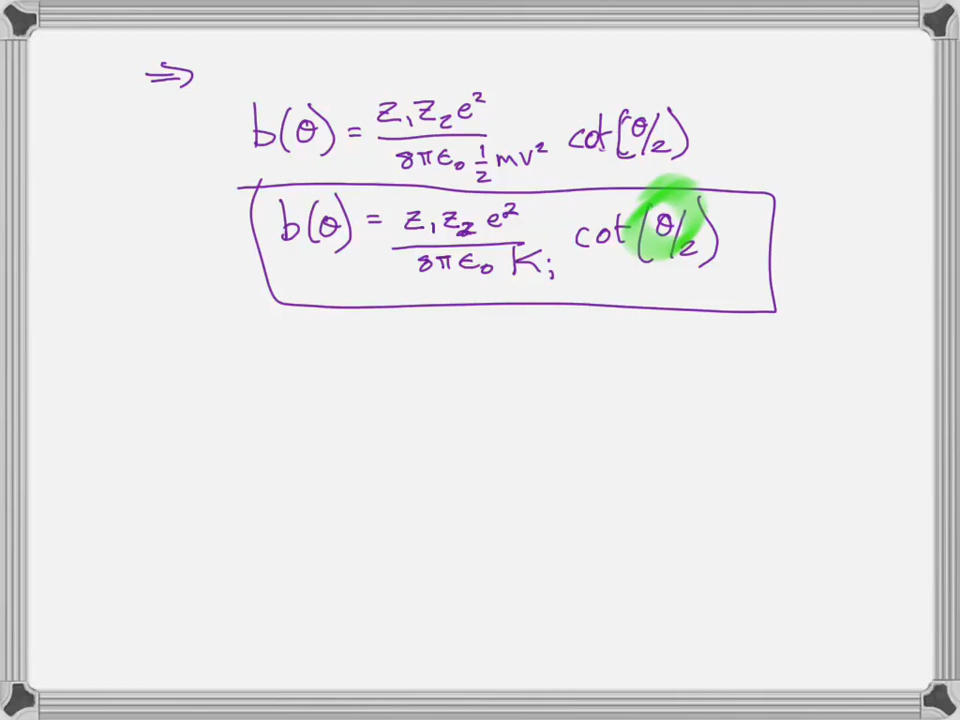 ⇒
b(θ) = Z₁Z₂e² / 8πϵ₀ ½mv² cot(θ/2)
b(θ) = Z₁Z₂e² / 8πϵ₀ Kᵢ cot(θ/2)